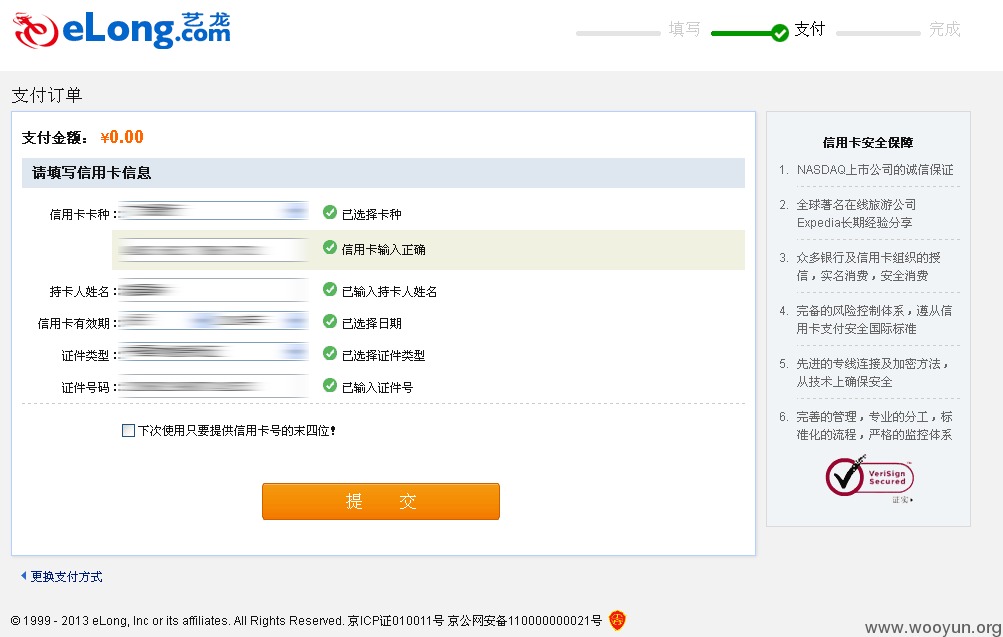 eLong.com 艺龙
填写 支付 完成
支付订单
支付金额： ¥0.00
请填写信用卡信息
信用卡卡种： 已选择卡种
信用卡输入正确
持卡人姓名： 已输入持卡人姓名
信用卡有效期： 已选择日期
证件类型： 已选择证件类型
证件号码： 已输入证件号
下次使用只要提供信用卡号的末四位!
提 交
更换支付方式
信用卡安全保障
1. NASDAQ上市公司的诚信保证
2. 全球著名在线旅游公司
Expedia长期经验分享
3. 众多银行及信用卡组织的授
信，实名消费，安全消费
4. 完备的风险控制体系，遵从信
用卡支付安全国际标准
5. 先进的专线连接及加密方法，
从技术上确保安全
6. 完善的管理，专业的分工，标
准化的流程，严格的监控体系
VeriSign
Secured
证实
© 1999 - 2013 eLong, Inc or its affiliates. All Rights Reserved. 京ICP证010011号 京公网安备110000000021号
www.wooyun.org